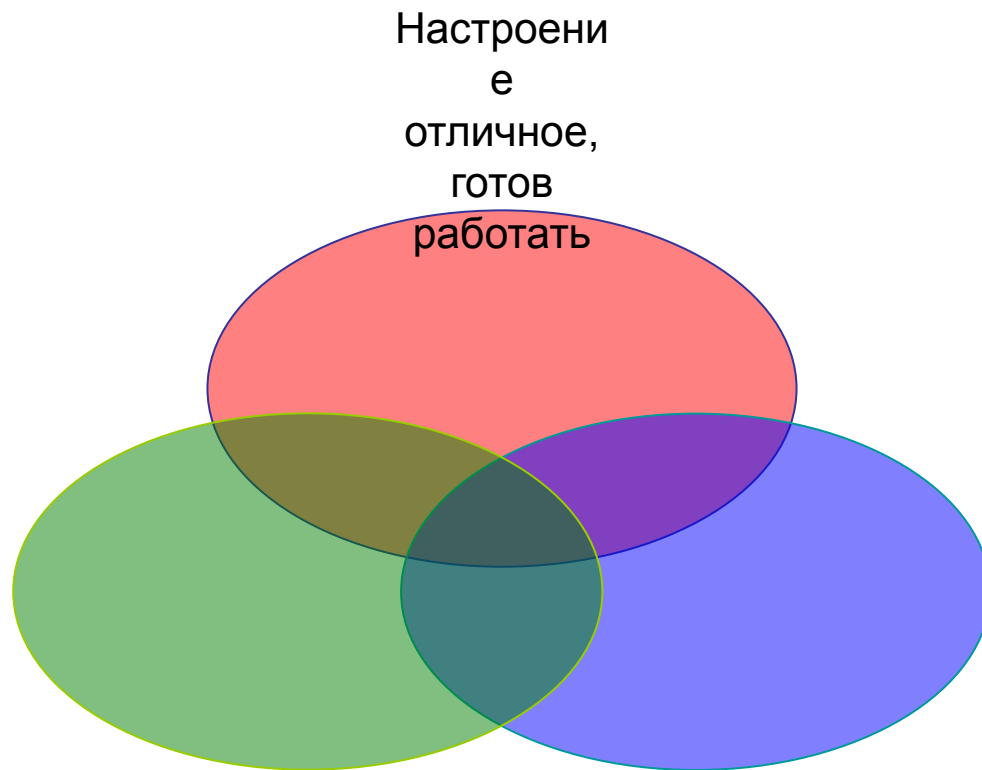 Настроени
е
отличное,
готов
работать